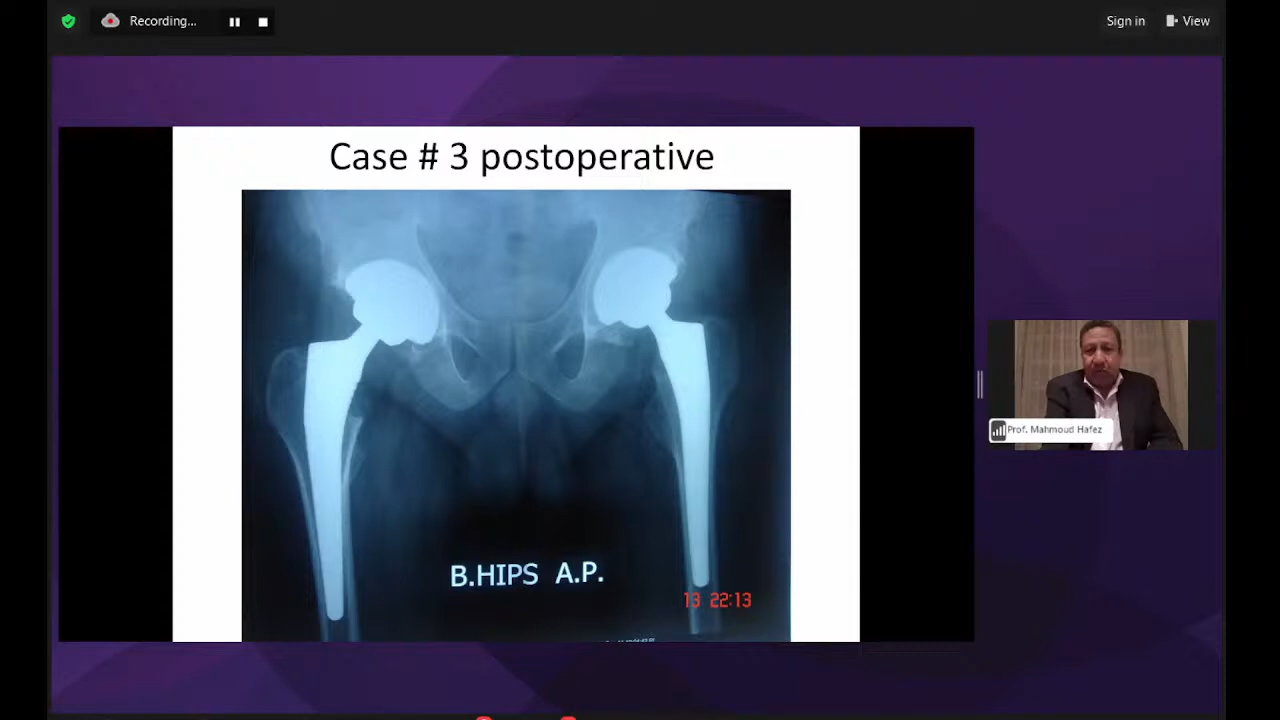 Recording...
Sign in
View
Case # 3 postoperative
Prof. Mahmoud Hafez
B.HIPS A.P.
13 22:13